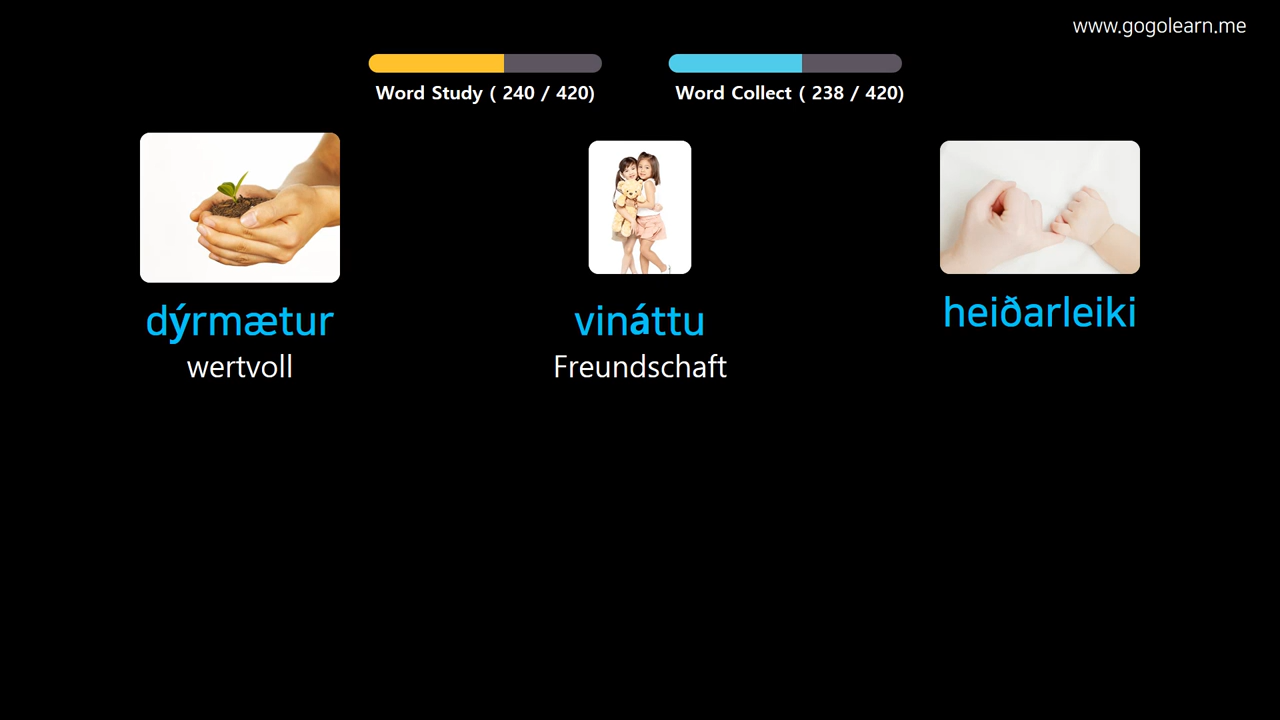 www.gogolearn.me
Word Study ( 240 / 420)
Word Collect ( 238 / 420)
dýrmætur
wertvoll
vináttu
Freundschaft
heiðarleiki